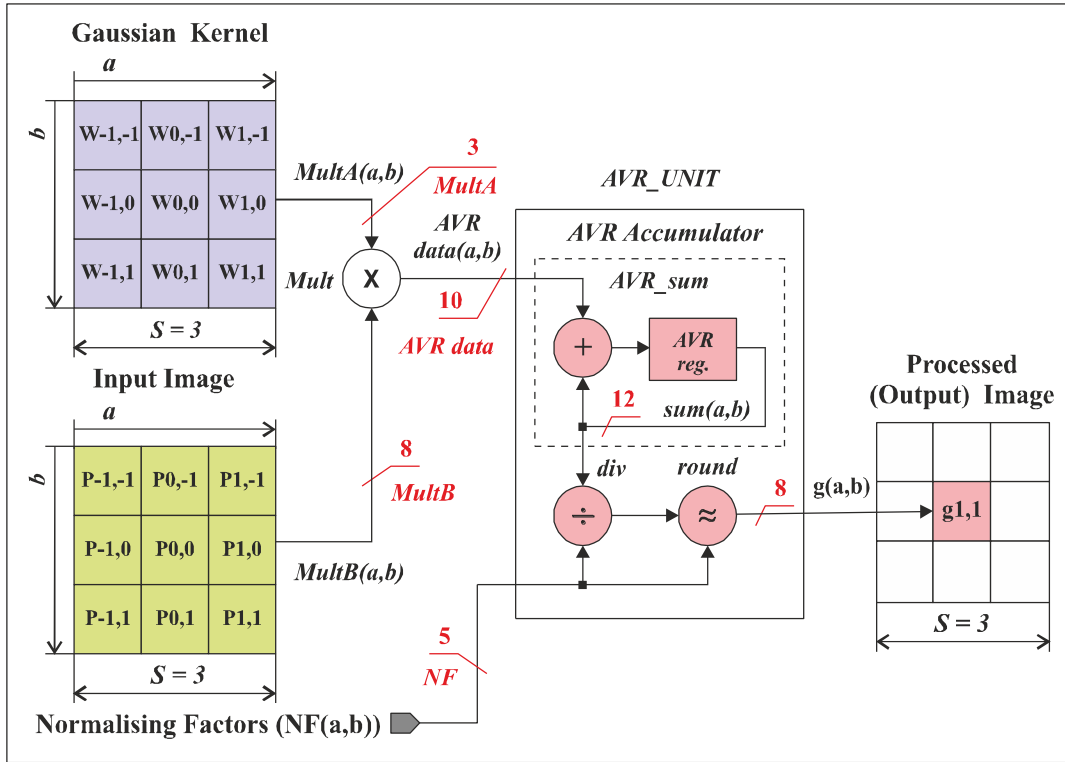 Gaussian Kernel
a
b
W-1,-1 W0,-1 W1,-1
W-1,0 W0,0 W1,0
W-1,1 W0,1 W1,1
S = 3
MultA(a,b)
3
MultA
Mult
X
AVR
data(a,b)
10
AVR data
AVR_UNIT
AVR Accumulator
AVR_sum
+
AVR
reg.
12
sum(a,b)
div
round
÷
≈
8
g(a,b)
Processed
(Output) Image
g1,1
S = 3
Input Image
a
b
P-1,-1 P0,-1 P1,-1
P-1,0 P0,0 P1,0
P-1,1 P0,1 P1,1
S = 3
8
MultB
MultB(a,b)
5
NF
Normalising Factors (NF(a,b))